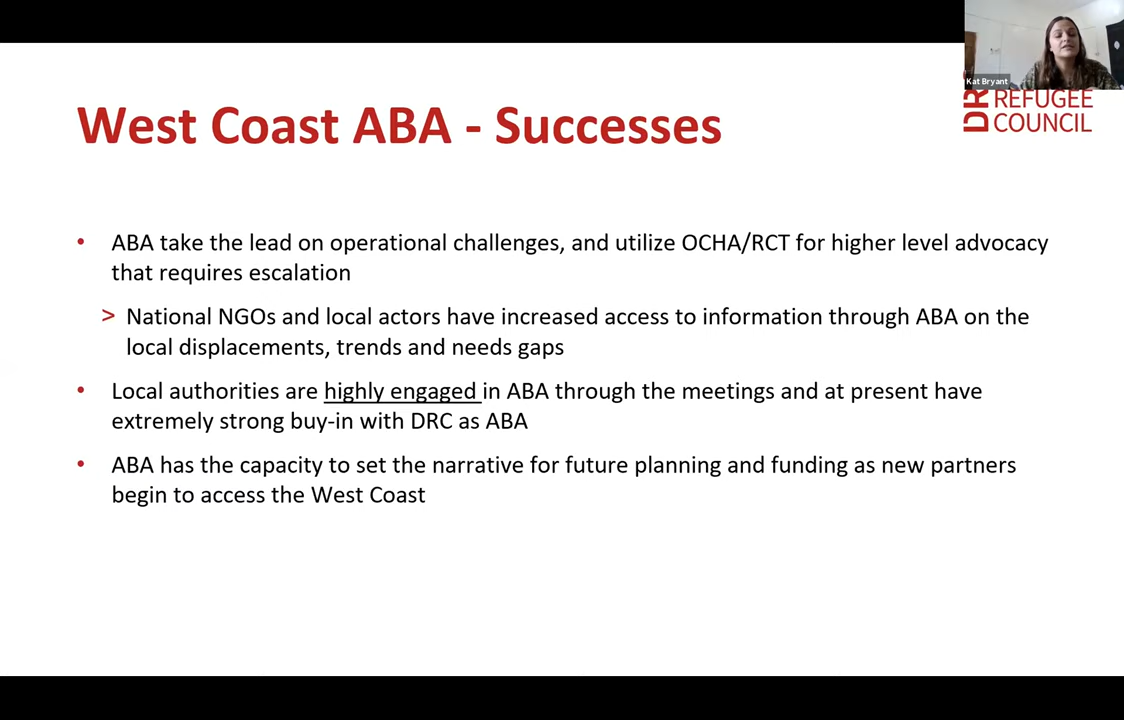 Kat Bryant
DR
REFUGEE
COUNCIL
West Coast ABA - Successes
• ABA take the lead on operational challenges, and utilize OCHA/RCT for higher level advocacy
that requires escalation
> National NGOs and local actors have increased access to information through ABA on the
local displacements, trends and needs gaps
• Local authorities are highly engaged in ABA through the meetings and at present have
extremely strong buy-in with DRC as ABA
• ABA has the capacity to set the narrative for future planning and funding as new partners
begin to access the West Coast